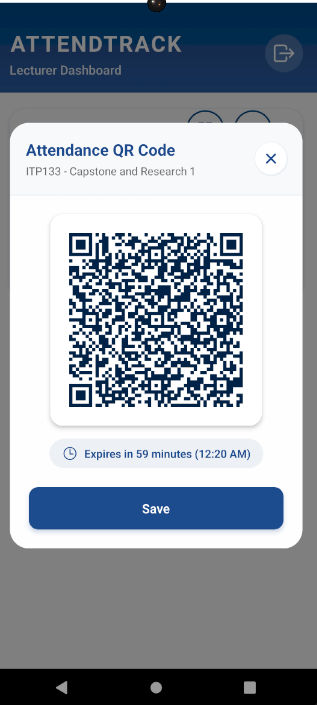 ATTENDTRACK
Lecturer Dashboard
Attendance QR Code
ITP133 - Capstone and Research 1
Expires in 59 minutes (12:20 AM)
Save